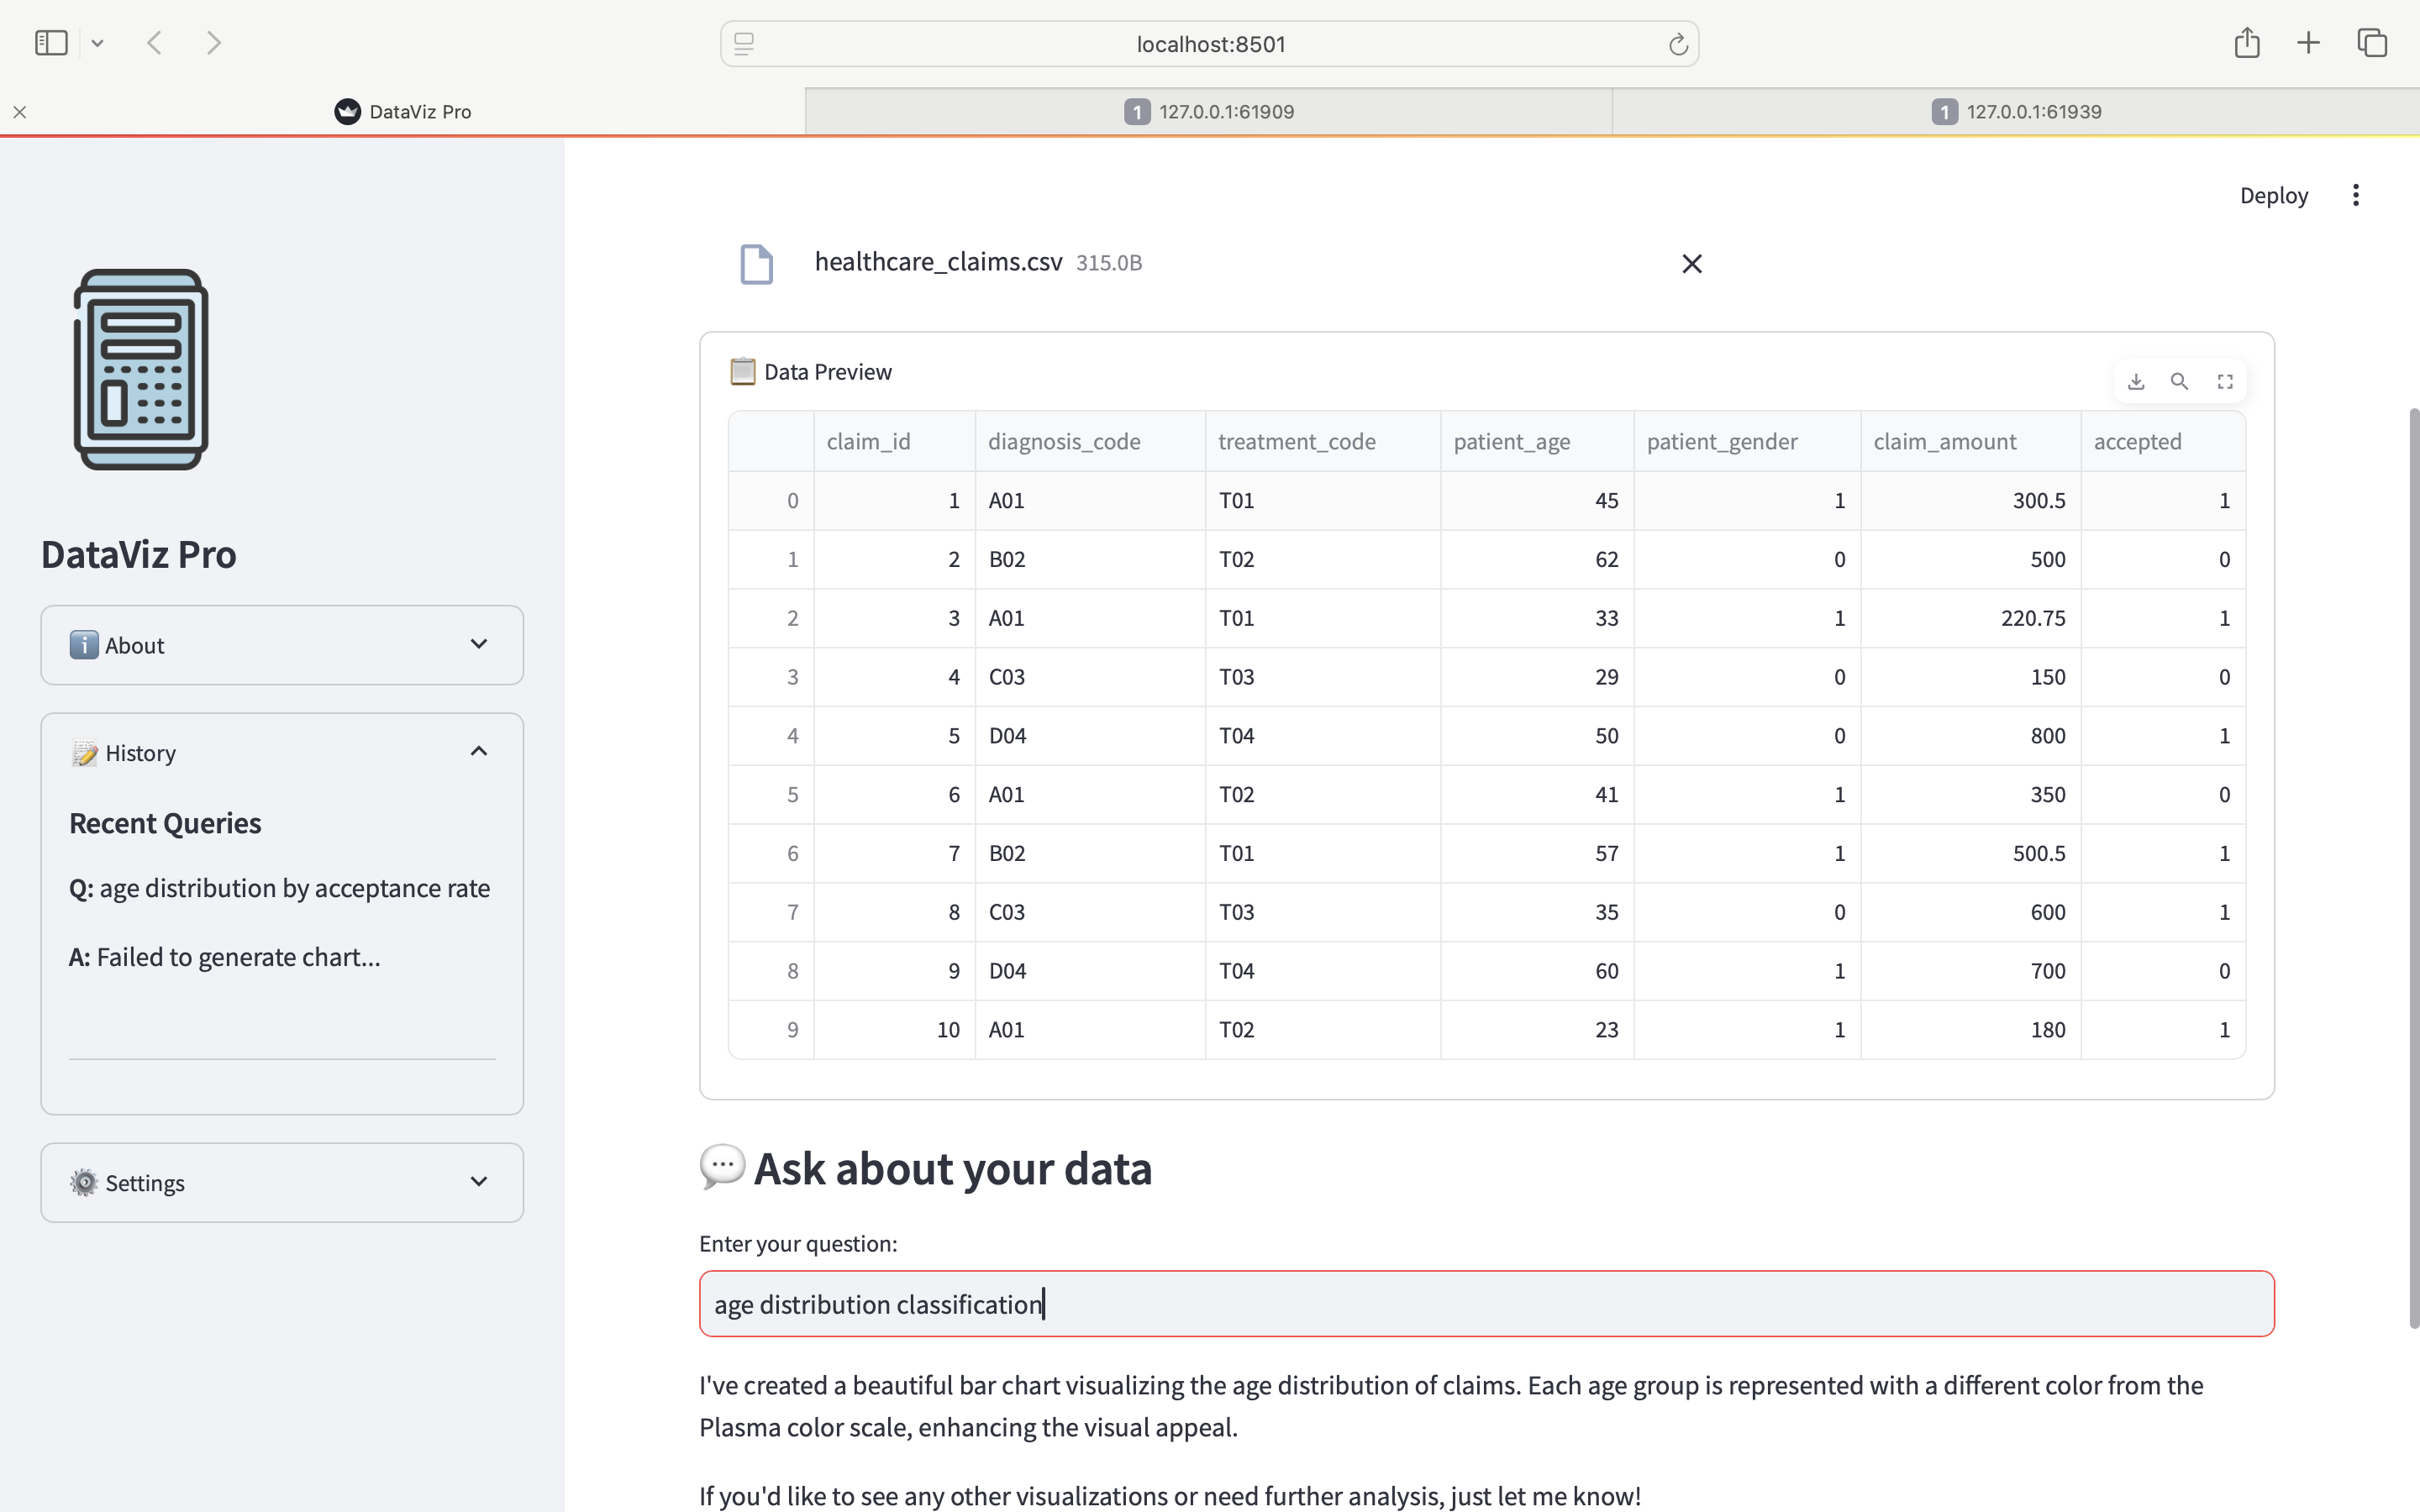 localhost:8501
DataViz Pro
1 127.0.0.1:61909
1 127.0.0.1:61939
Deploy
DataViz Pro
About
History
Recent Queries
Q: age distribution by acceptance rate
A: Failed to generate chart...
Settings
healthcare_claims.csv 315.0B
Data Preview
claim_id diagnosis_code treatment_code patient_age patient_gender claim_amount accepted
0 1 A01 T01 45 1 300.5 1
1 2 B02 T02 62 0 500 0
2 3 A01 T01 33 1 220.75 1
3 4 C03 T03 29 0 150 0
4 5 D04 T04 50 0 800 1
5 6 A01 T02 41 1 350 0
6 7 B02 T01 57 1 500.5 1
7 8 C03 T03 35 0 600 1
8 9 D04 T04 60 1 700 0
9 10 A01 T02 23 1 180 1
Ask about your data
Enter your question:
age distribution classification
I've created a beautiful bar chart visualizing the age distribution of claims. Each age group is represented with a different color from the
Plasma color scale, enhancing the visual appeal.
If you'd like to see any other visualizations or need further analysis, just let me know!